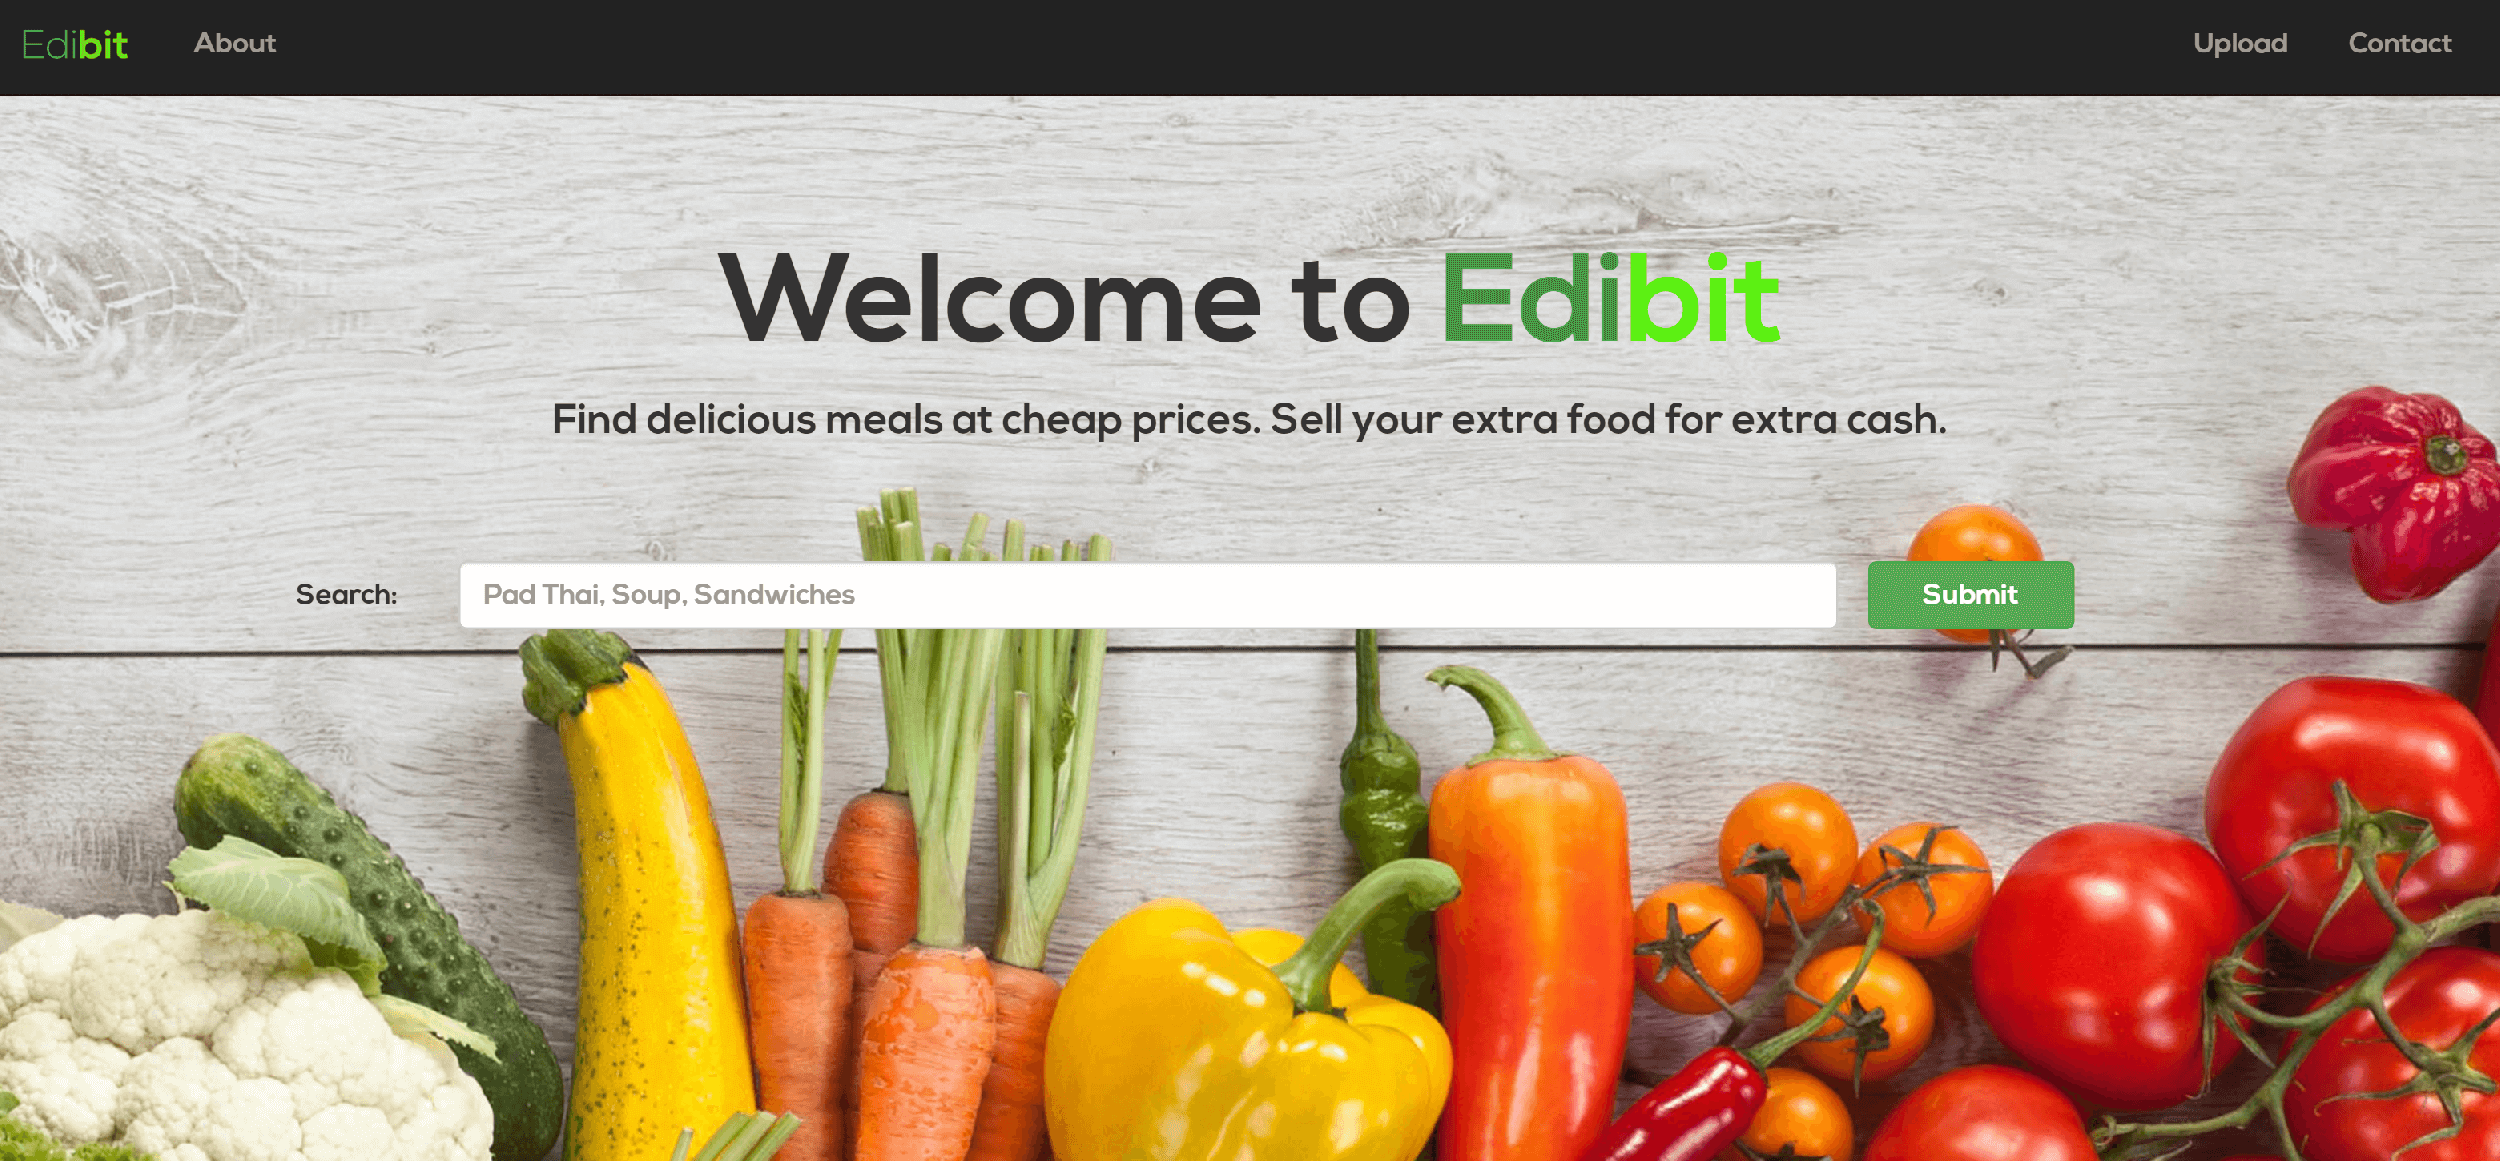 Edibit About Upload Contact
Welcome to Edibit
Find delicious meals at cheap prices. Sell your extra food for extra cash.
Search: Pad Thai, Soup, Sandwiches Submit